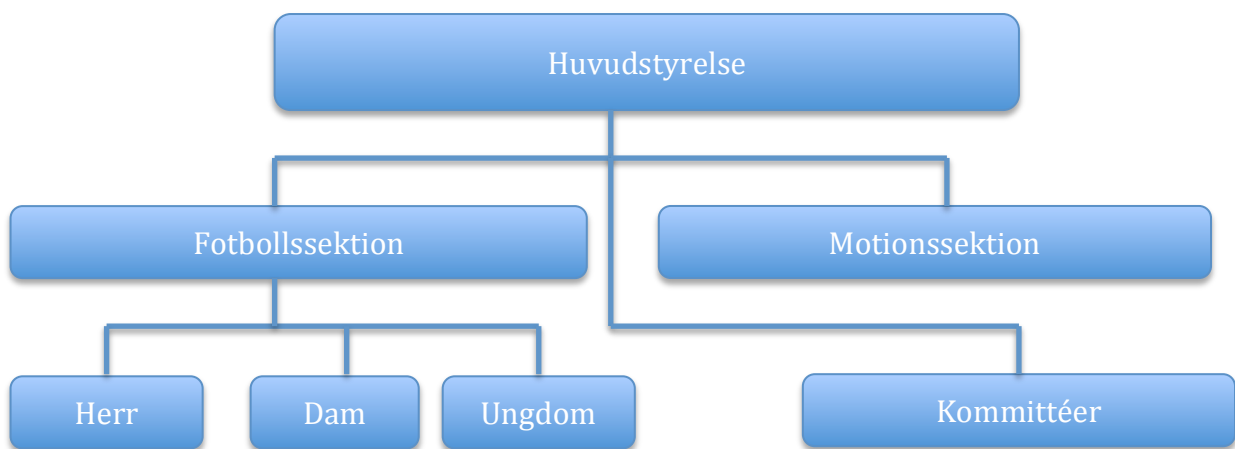 Huvudstyrelse
Fotbollssektion
Motionssektion
Herr
Dam
Ungdom
Kommittéer